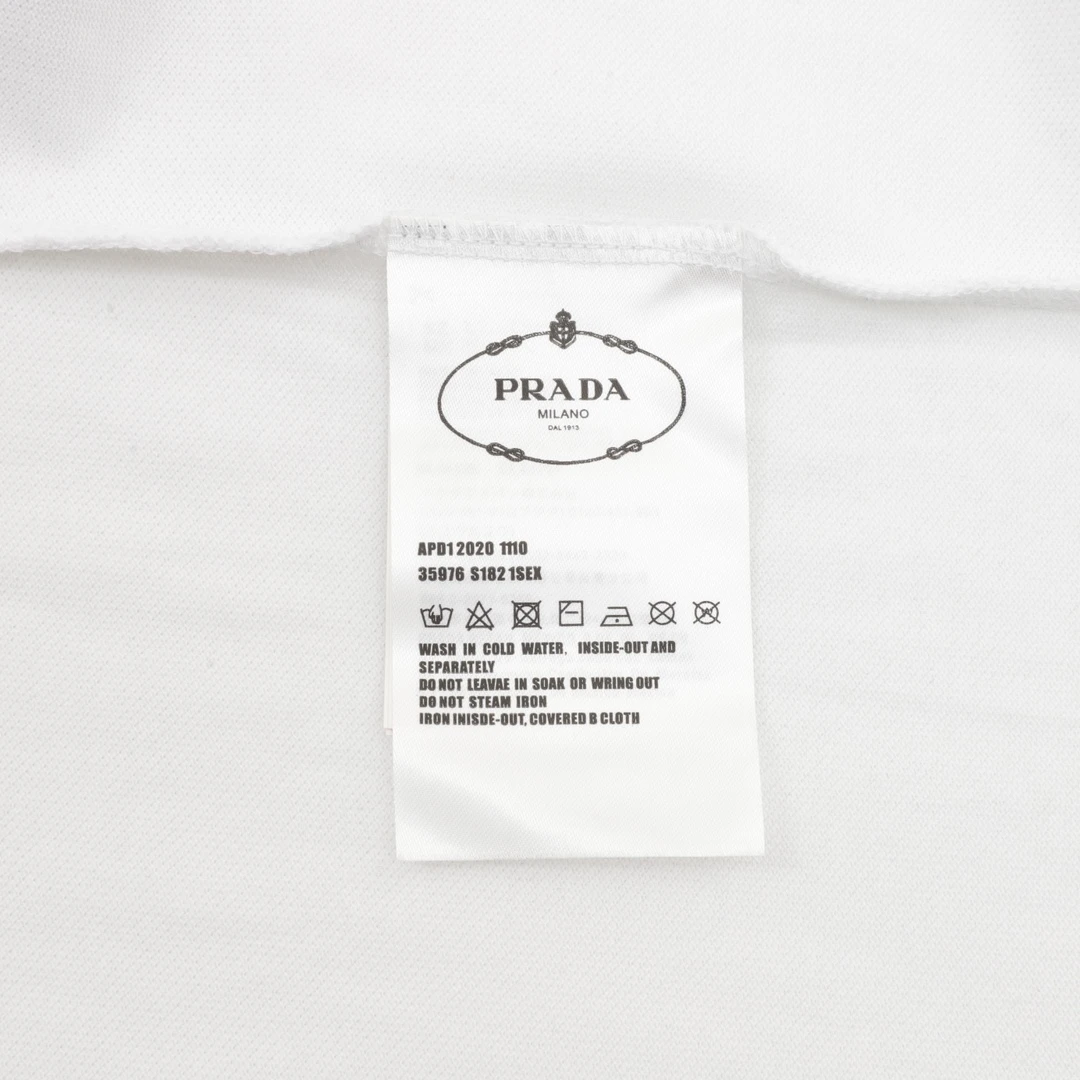 PRADA
MILANO
DAL 1913
APD1 2020 1110
35976 S182 1SEX
WASH IN COLD WATER, INSIDE-OUT AND
SEPARATELY
DO NOT LEAVAE IN SOAK OR WRING OUT
DO NOT STEAM IRON
IRON INISDE-OUT, COVERED B CLOTH